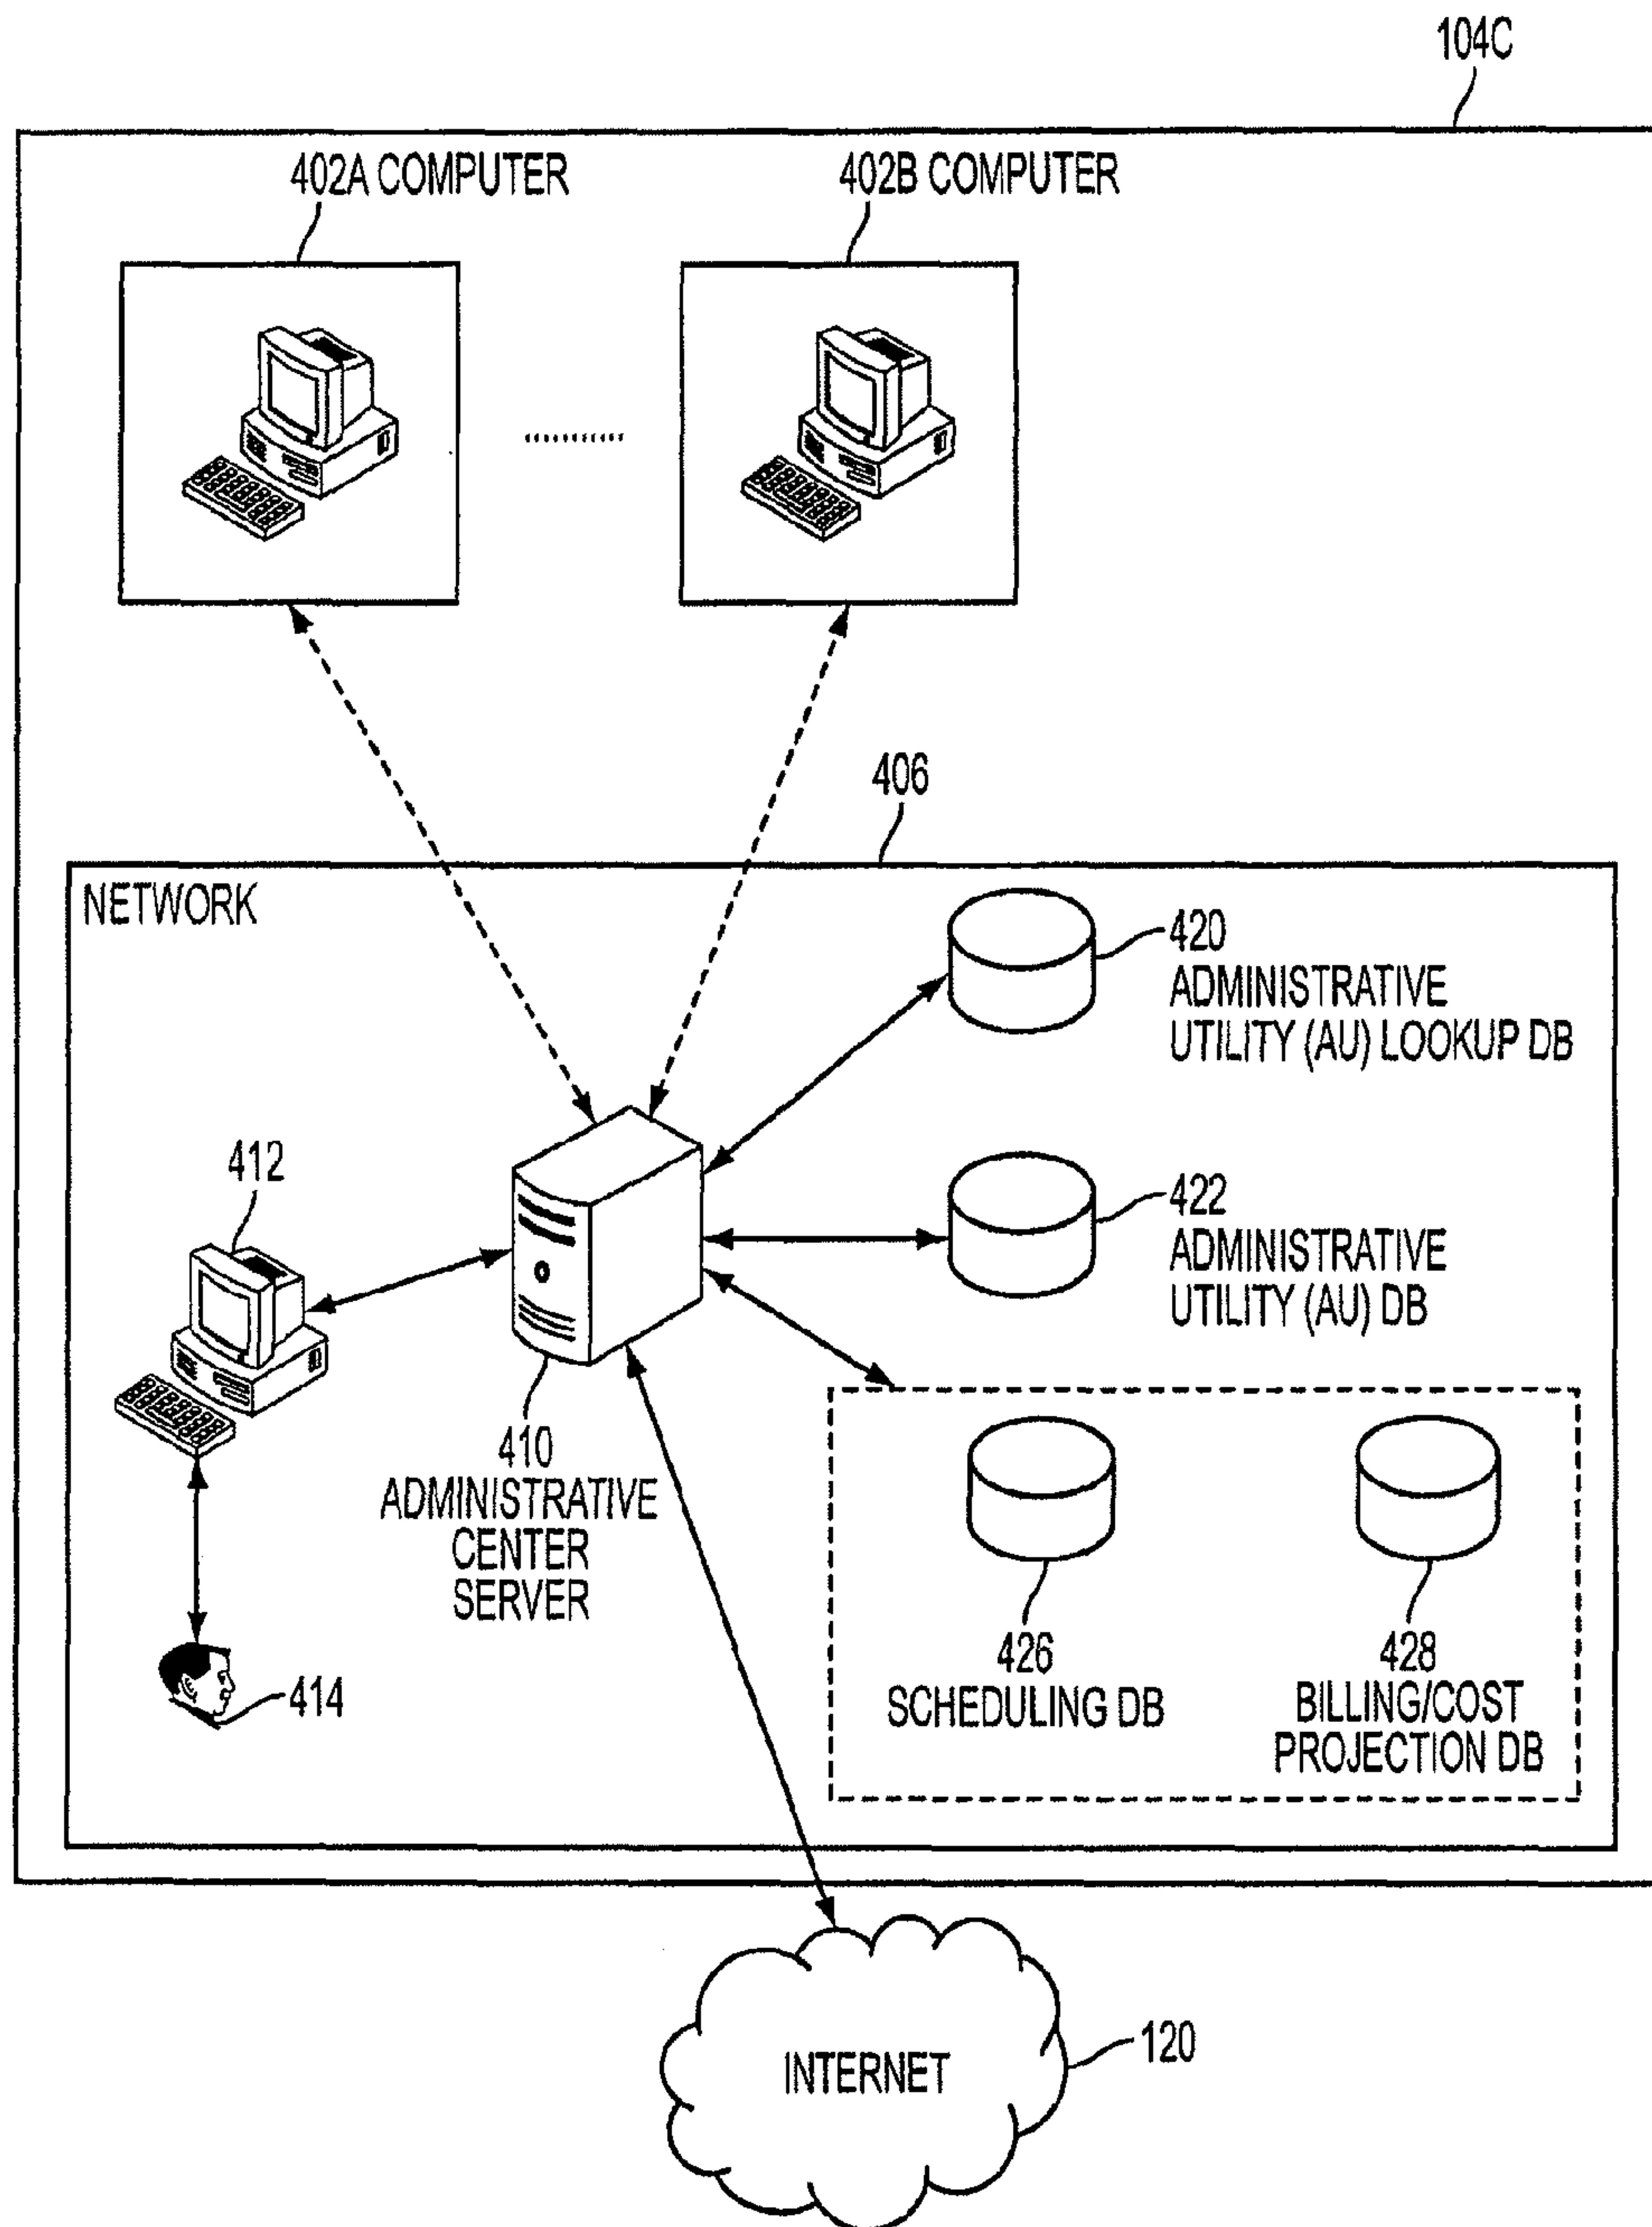 104C
402A COMPUTER
402B COMPUTER
406
NETWORK
420
ADMINISTRATIVE
UTILITY (AU) LOOKUP DB
412
422
ADMINISTRATIVE
UTILITY (AU) DB
410
ADMINISTRATIVE
CENTER
SERVER
414
426
SCHEDULING DB
428
BILLING/COST
PROJECTION DB
INTERNET
120